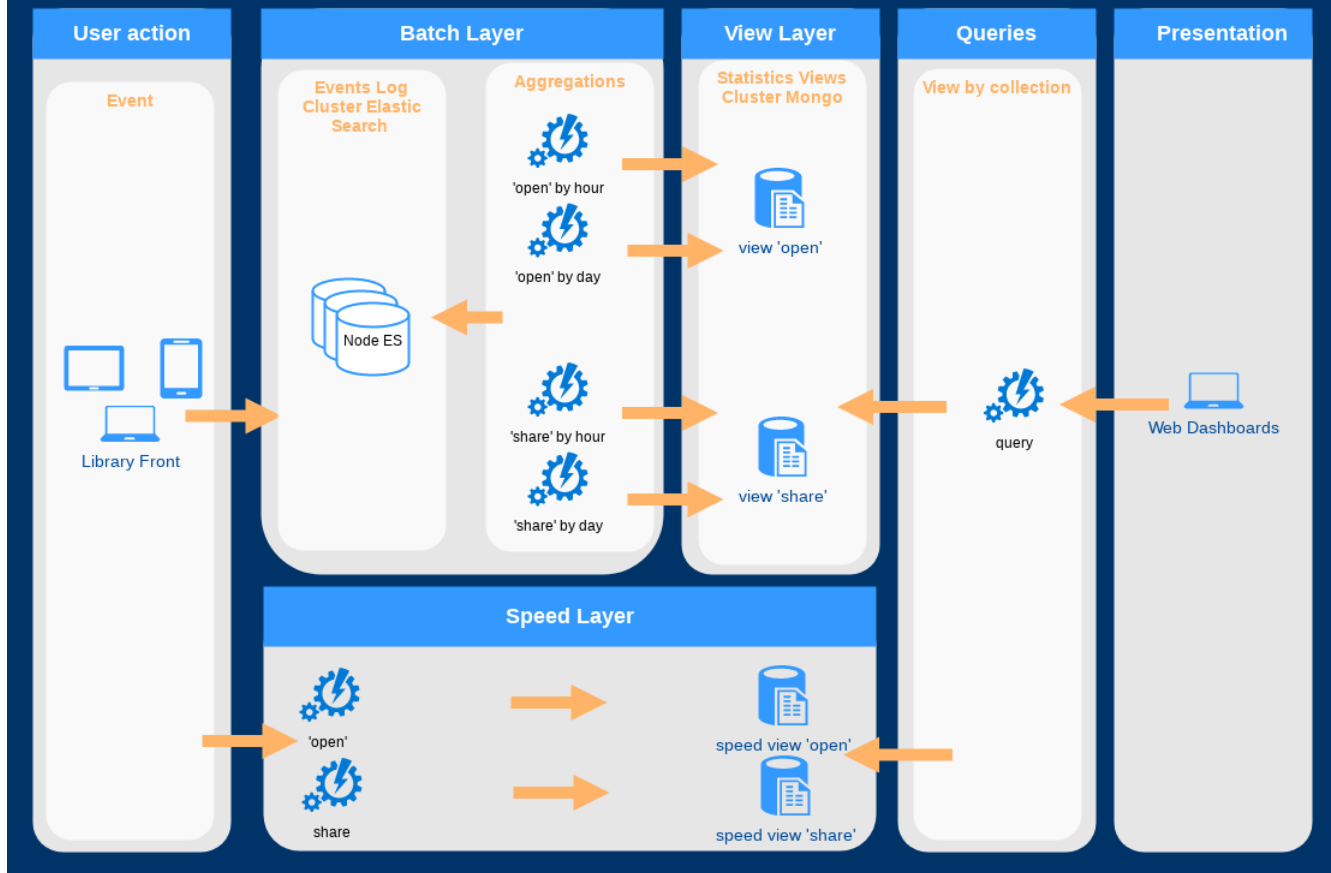 User action
Batch Layer
View Layer
Queries
Presentation
Event
Events Log
Cluster Elastic
Search
Aggregations
Statistics Views
Cluster Mongo
View by collection
'open' by hour
view 'open'
'open' by day
Node ES
'share' by hour
query
Web Dashboards
Library Front
view 'share'
'share' by day
Speed Layer
'open'
speed view 'open'
share
speed view 'share'